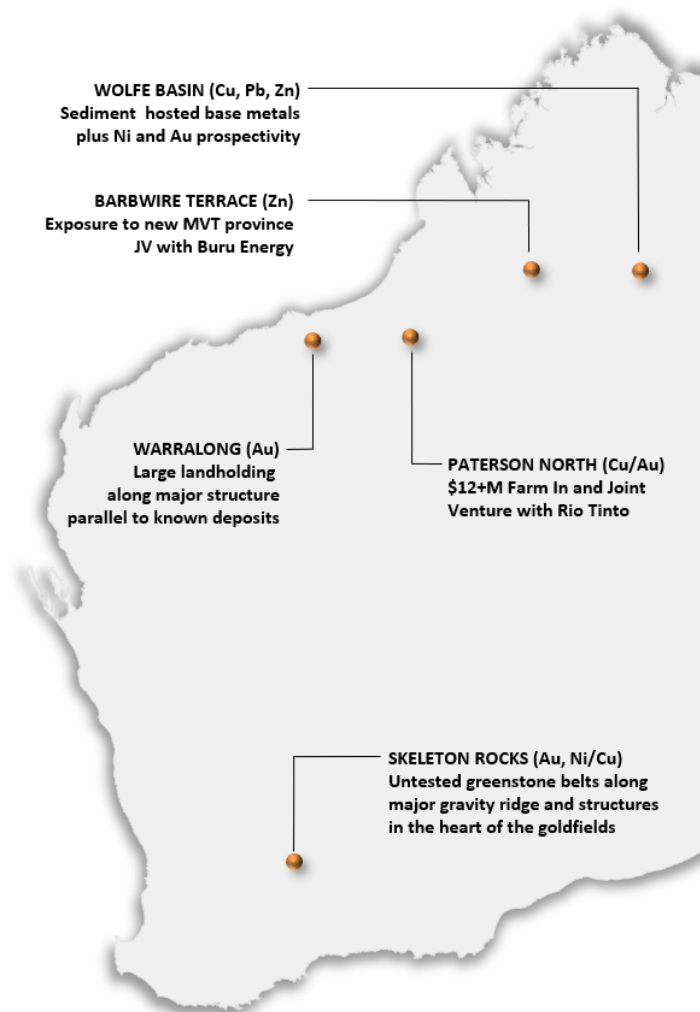 WOLFE BASIN (Cu, Pb, Zn)
Sediment hosted base metals
plus Ni and Au prospectivity
BARBWIRE TERRACE (Zn)
Exposure to new MVT province
JV with Buru Energy
WARRALONG (Au)
Large landholding
along major structure
parallel to known deposits
PATERSON NORTH (Cu/Au)
$12+M Farm In and Joint
Venture with Rio Tinto
SKELETON ROCKS (Au, Ni/Cu)
Untested greenstone belts along
major gravity ridge and structures
in the heart of the goldfields